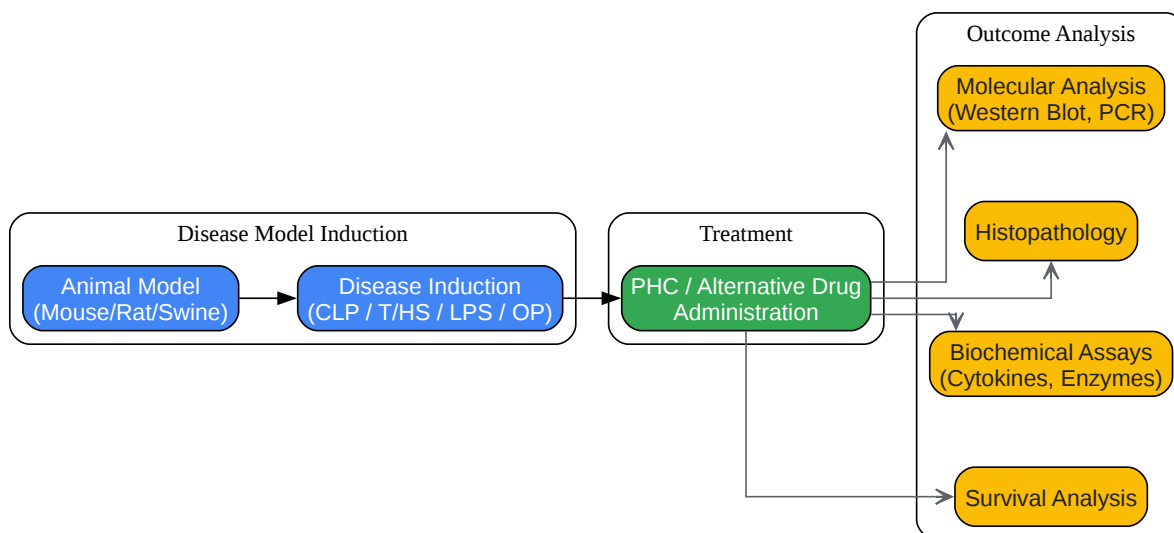 Disease Model Induction
Animal Model
(Mouse/Rat/Swine)
Disease Induction
(CLP / T/HS / LPS / OP)
Treatment
PHC / Alternative Drug
Administration
Outcome Analysis
Molecular Analysis
(Western Blot, PCR)
Histopathology
Biochemical Assays
(Cytokines, Enzymes)
Survival Analysis